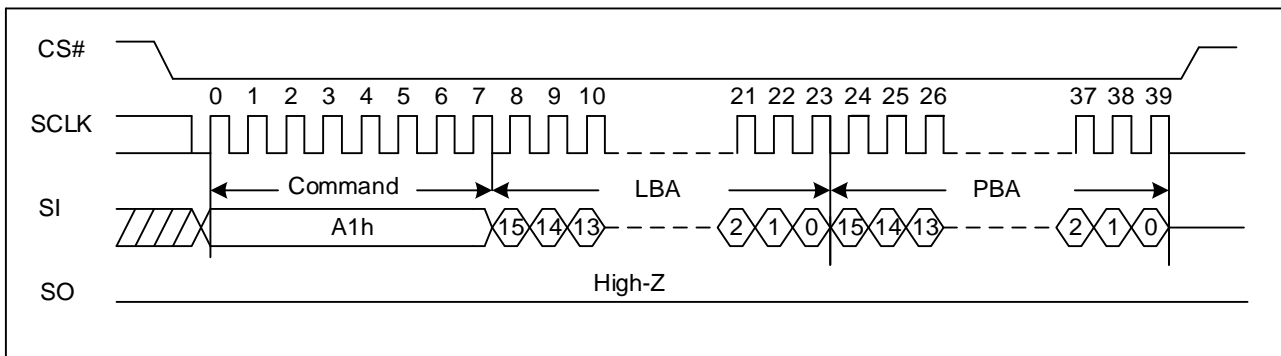 CS#
0 1 2 3 4 5 6 7 8 9 10 21 22 23 24 25 26 37 38 39
SCLK
Command LBA PBA
SI
A1h 15 14 13 2 1 0 15 14 13 2 1 0
High-Z
SO